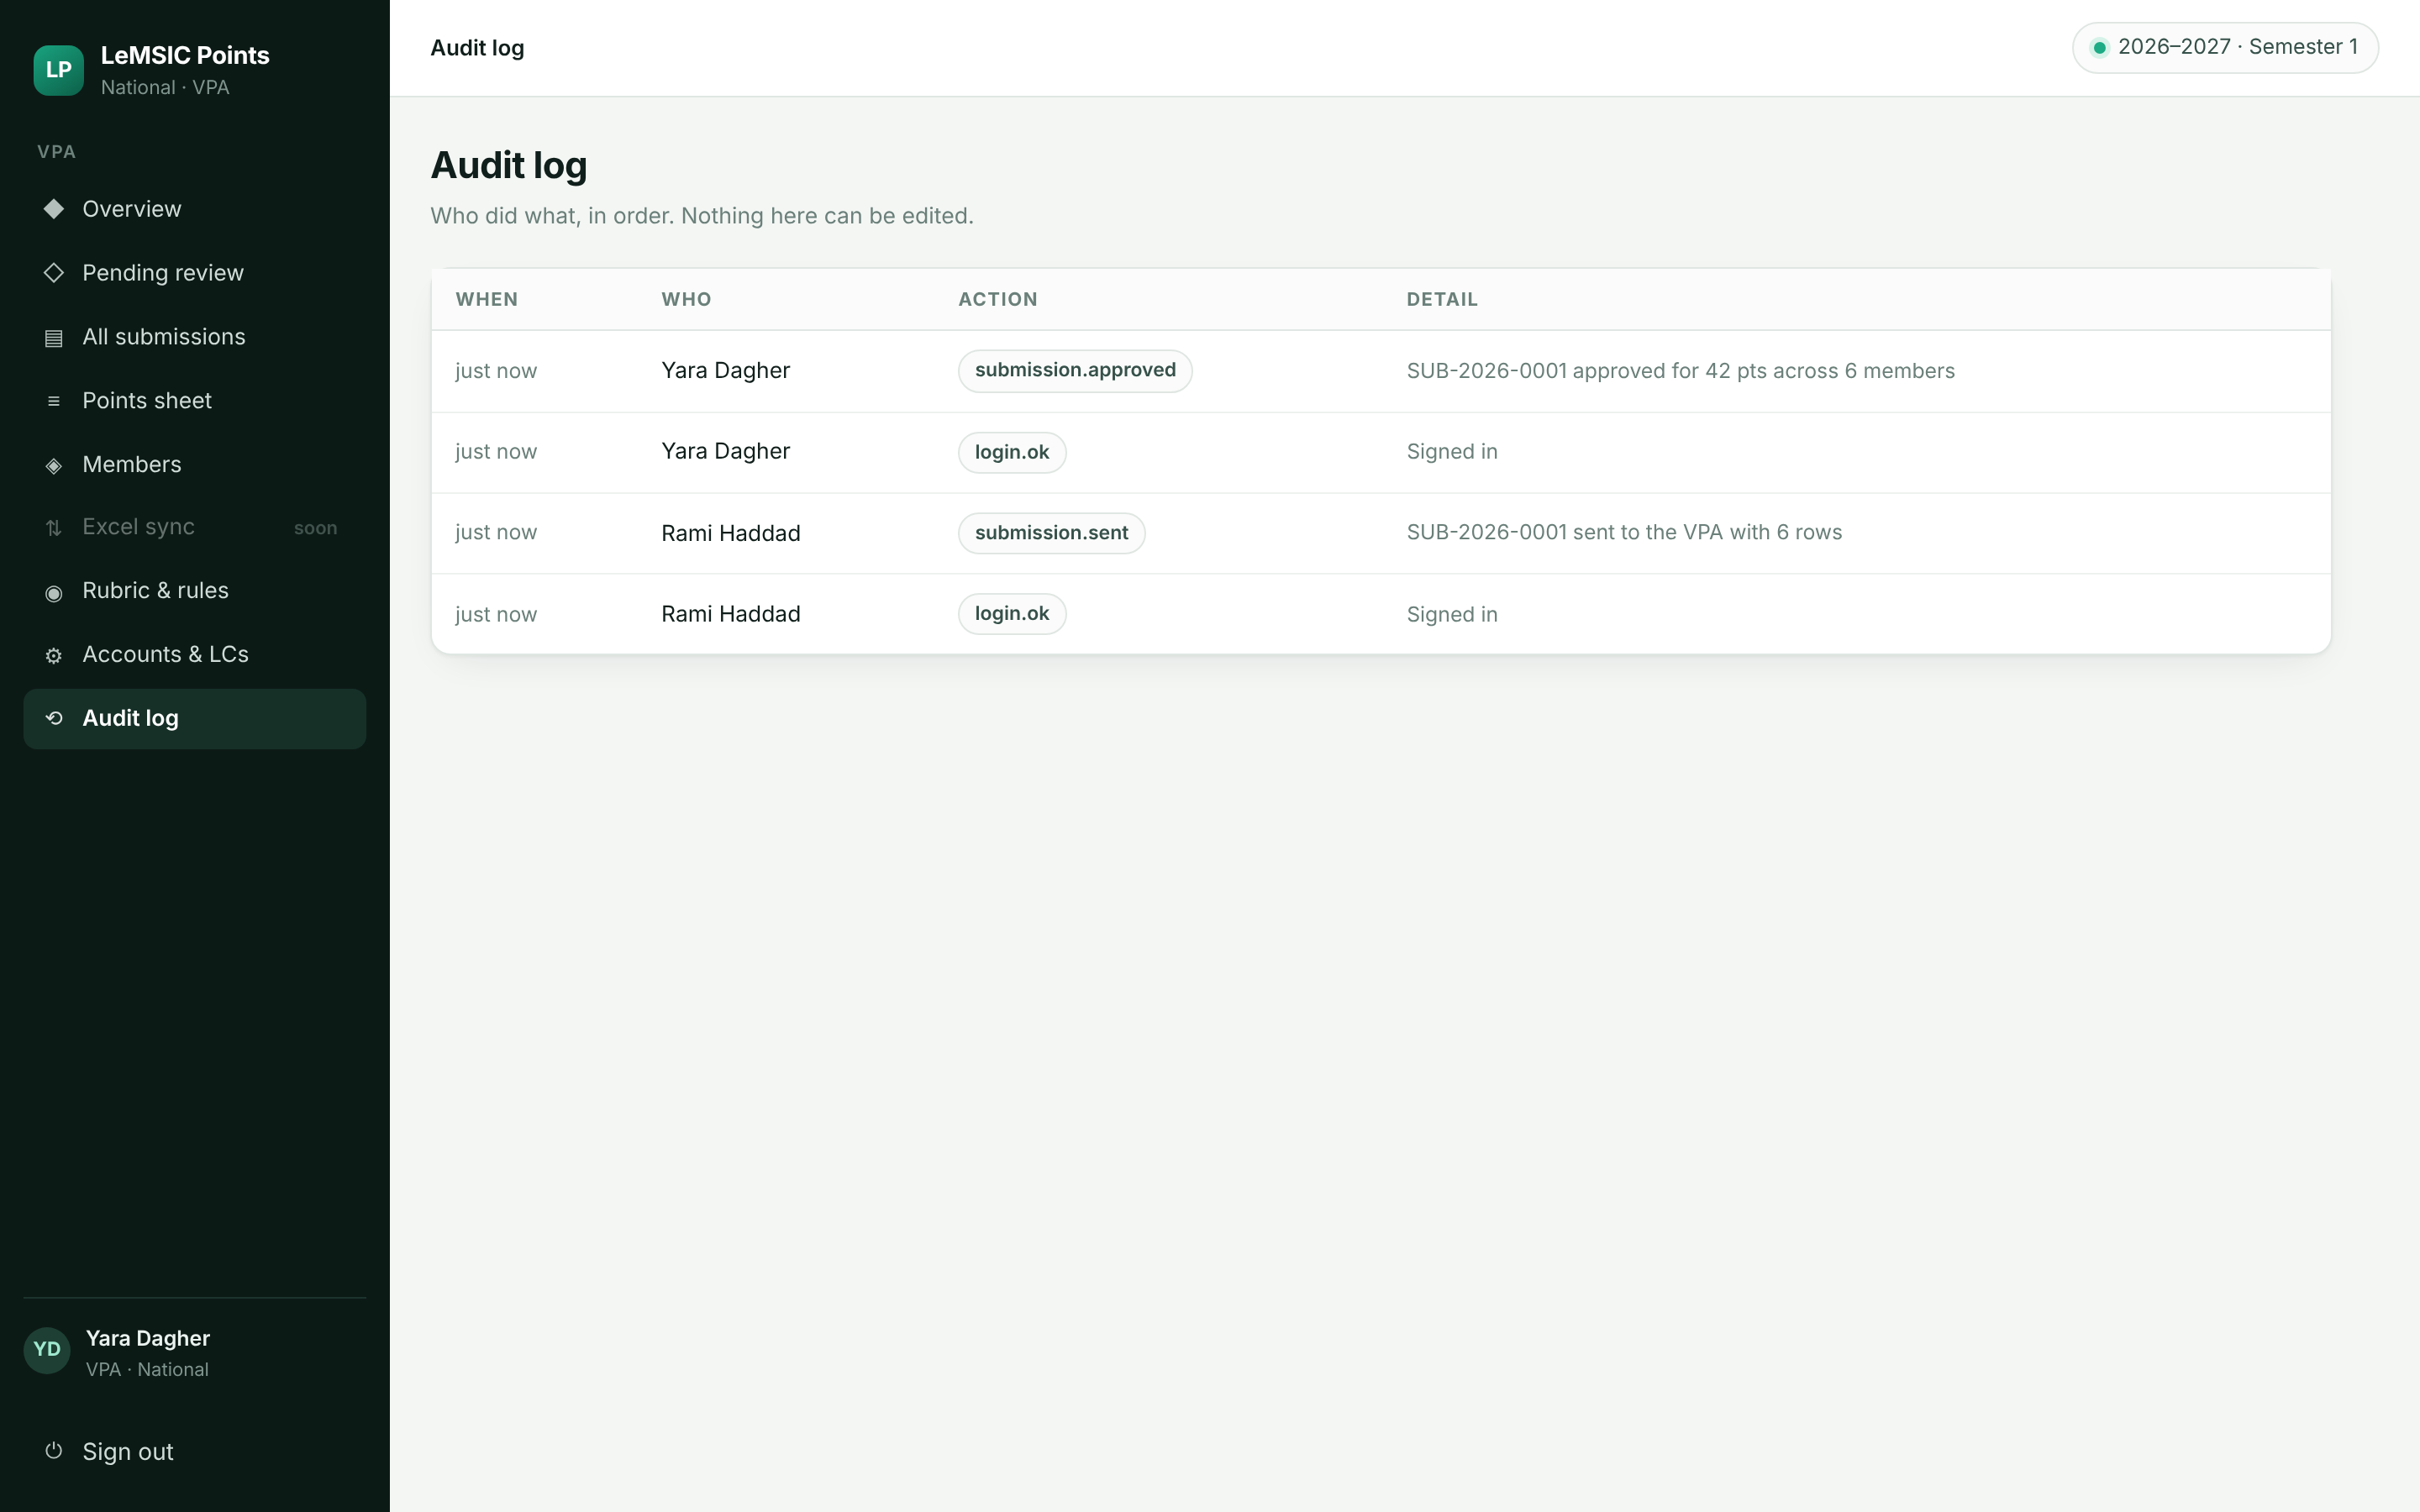 LP
LeMSIC Points
National · VPA
VPA
Overview
Pending review
All submissions
Points sheet
Members
Excel sync soon
Rubric & rules
Accounts & LCs
Audit log
Yara Dagher
YD
VPA · National
Sign out
Audit log
2026–2027 · Semester 1
Audit log
Who did what, in order. Nothing here can be edited.
WHEN WHO ACTION DETAIL
just now Yara Dagher submission.approved SUB-2026-0001 approved for 42 pts across 6 members
just now Yara Dagher login.ok Signed in
just now Rami Haddad submission.sent SUB-2026-0001 sent to the VPA with 6 rows
just now Rami Haddad login.ok Signed in